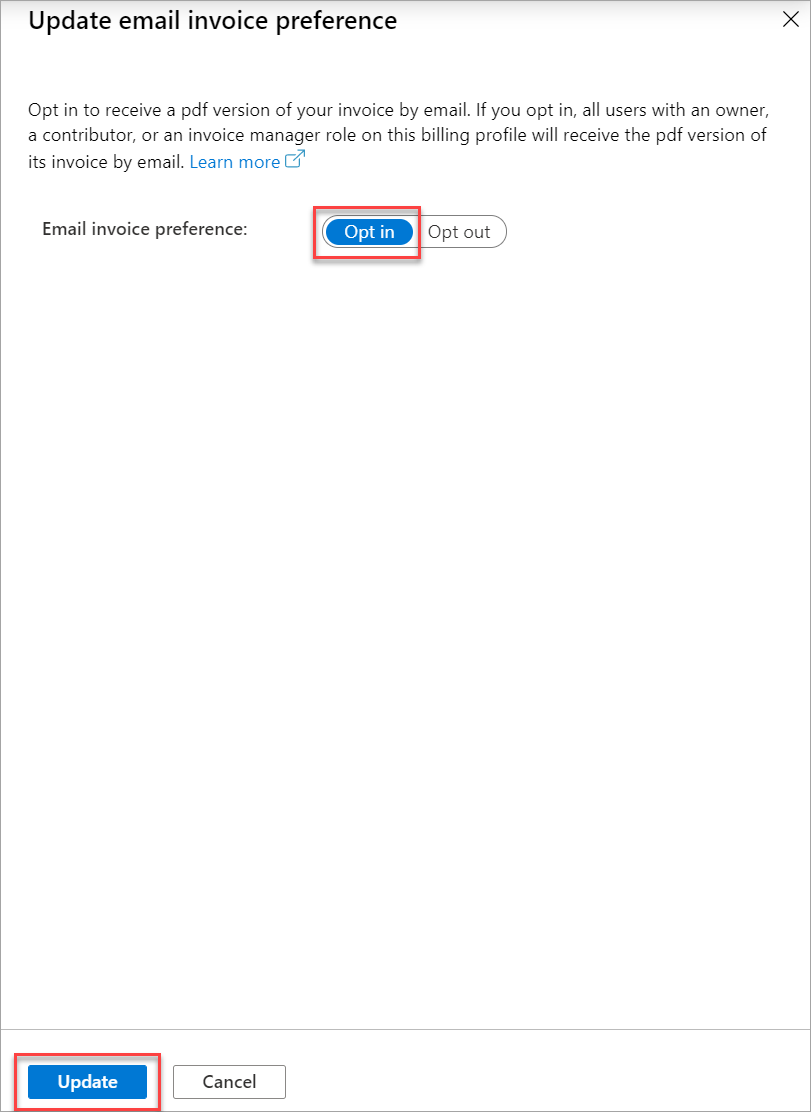 Update email invoice preference
Opt in to receive a pdf version of your invoice by email. If you opt in, all users with an owner,
a contributor, or an invoice manager role on this billing profile will receive the pdf version of
its invoice by email. Learn more
Email invoice preference: Opt in Opt out
Update Cancel